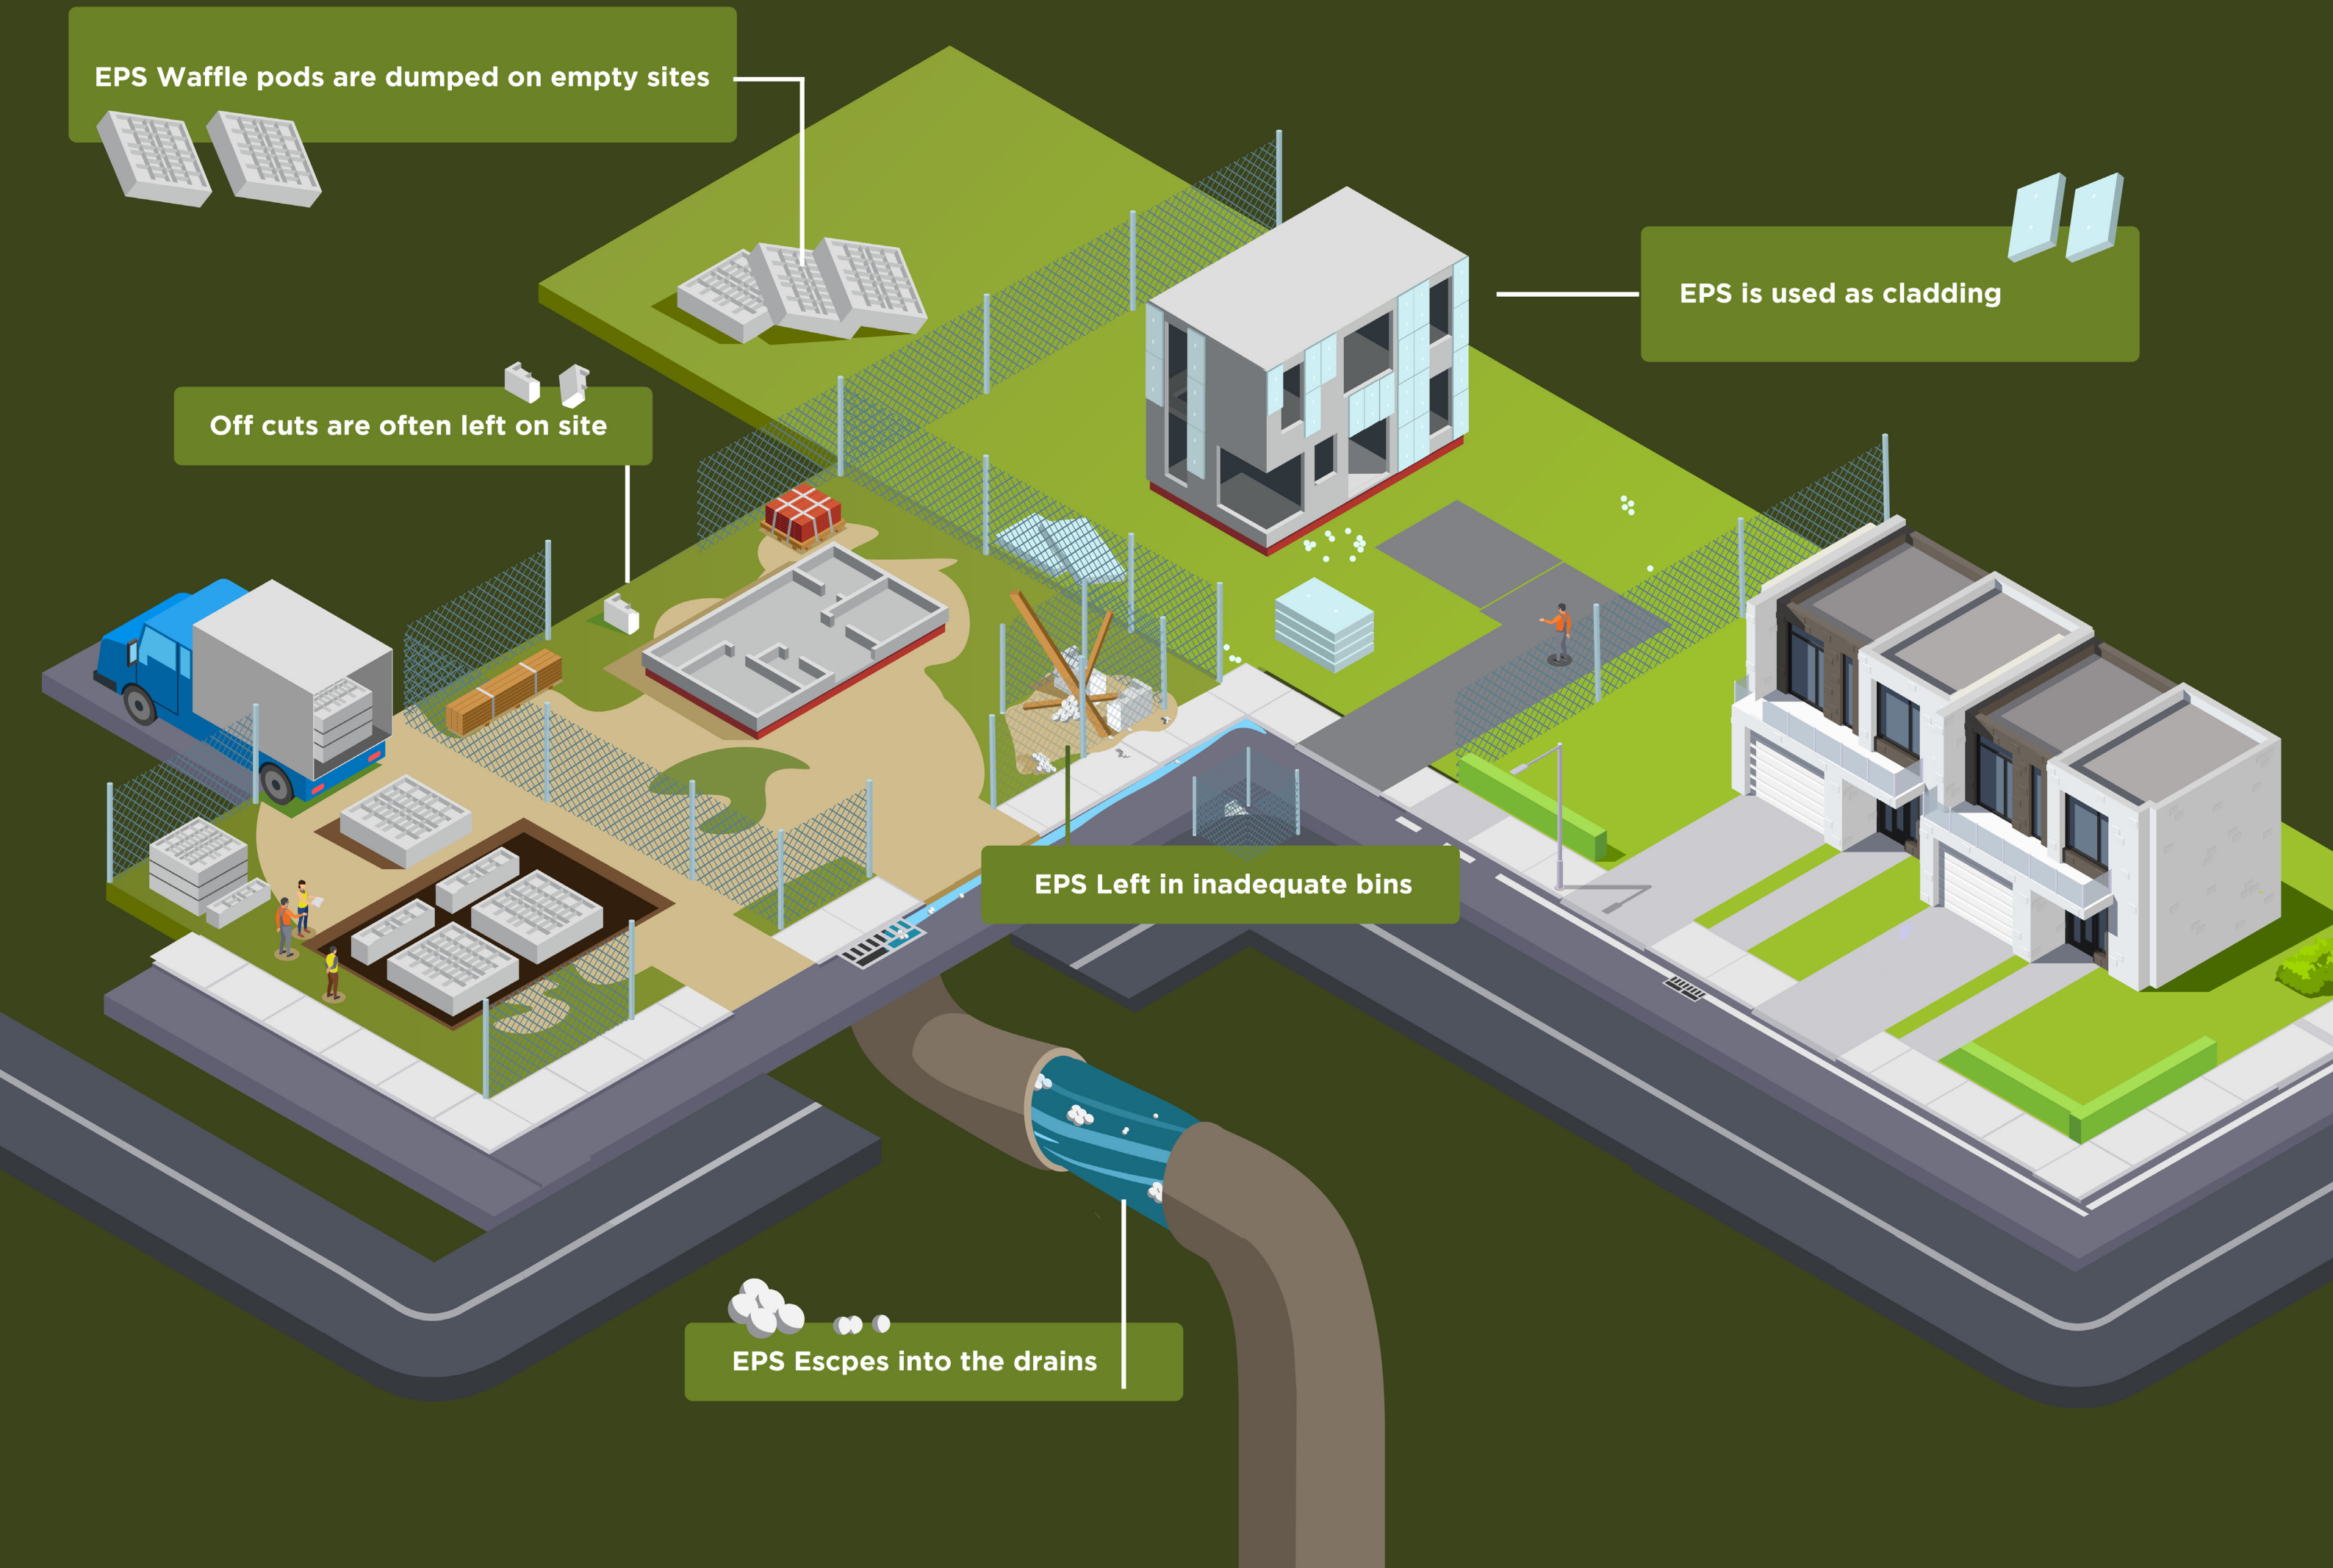 EPS Waffle pods are dumped on empty sites
EPS is used as cladding
Off cuts are often left on site
EPS Left in inadequate bins
EPS Escpes into the drains